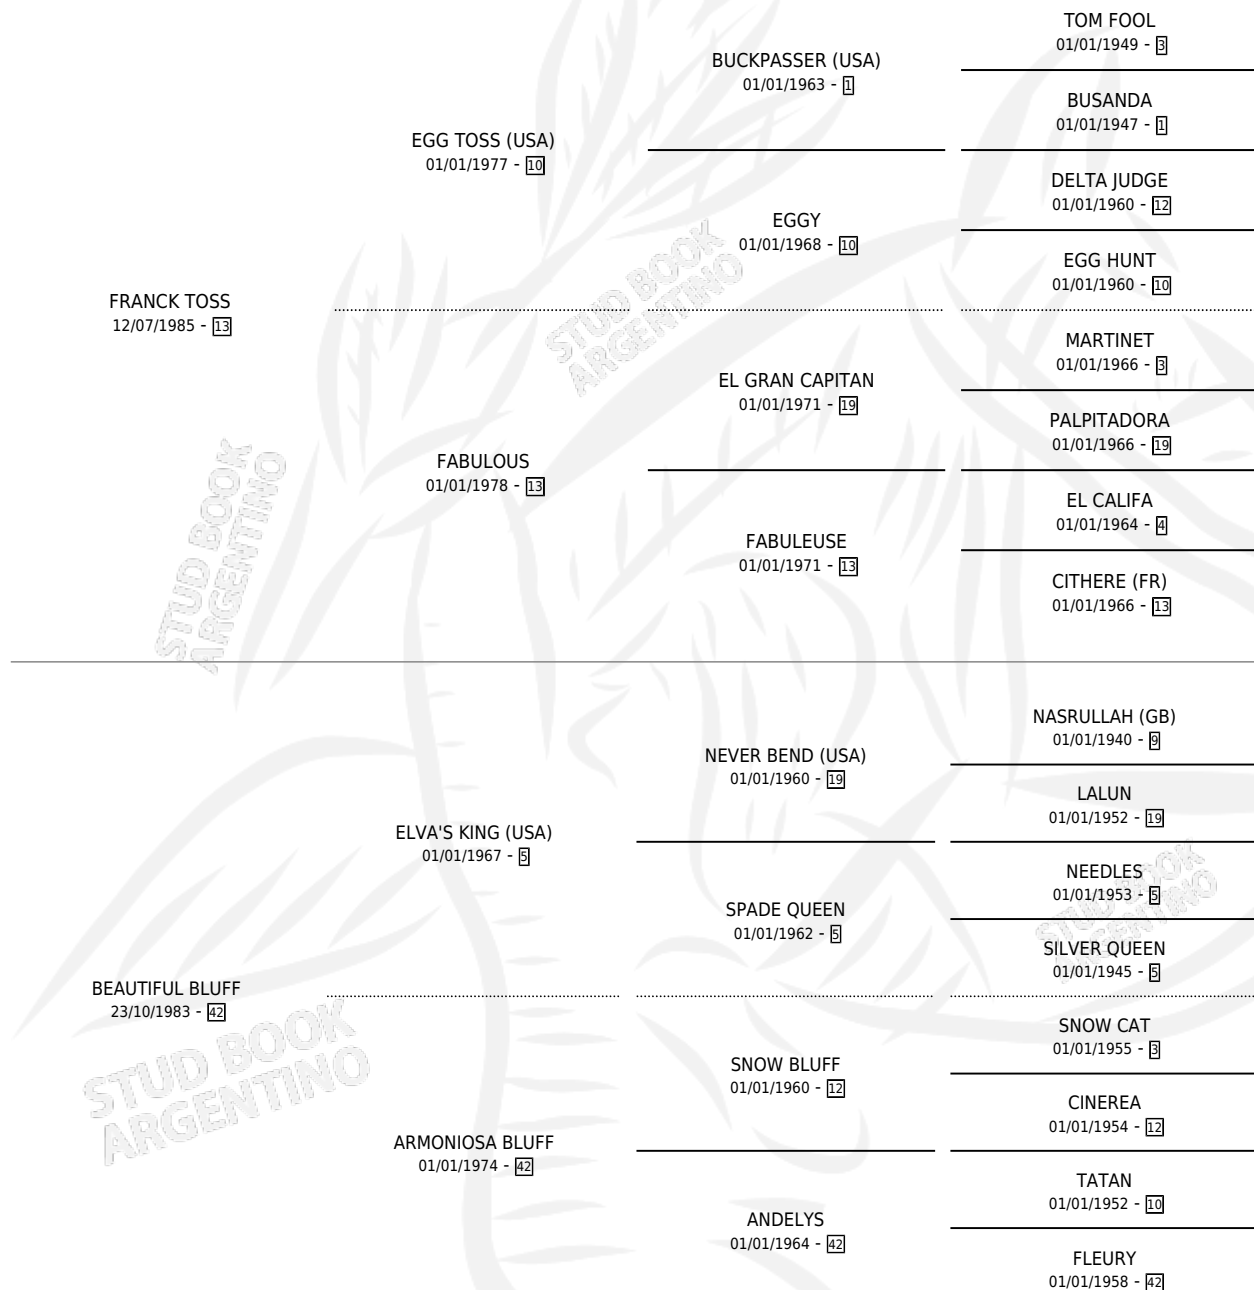 TOM FOOL
01/01/1949 - 3
BUCKPASSER (USA)
01/01/1963 - 1
BUSANDA
01/01/1947 - 1
EGG TOSS (USA)
01/01/1977 - 10
DELTA JUDGE
01/01/1960 - 12
EGGY
01/01/1968 - 10
EGG HUNT
01/01/1960 - 10
FRANCK TOSS
12/07/1985 - 13
MARTINET
01/01/1966 - 3
EL GRAN CAPITAN
01/01/1971 - 19
PALPITADORA
01/01/1966 - 19
FABULOUS
01/01/1978 - 13
EL CALIFA
01/01/1964 - 4
FABULEUSE
01/01/1971 - 13
CITHERE (FR)
01/01/1966 - 13
NASRULLAH (GB)
01/01/1940 - 9
NEVER BEND (USA)
01/01/1960 - 19
LALUN
01/01/1952 - 19
ELVA'S KING (USA)
01/01/1967 - 5
NEEDLES
01/01/1953 - 5
SPADE QUEEN
01/01/1962 - 5
SILVER QUEEN
01/01/1945 - 5
BEAUTIFUL BLUFF
23/10/1983 - 42
SNOW CAT
01/01/1955 - 3
SNOW BLUFF
01/01/1960 - 12
CINEREA
01/01/1954 - 12
ARMONIOSA BLUFF
01/01/1974 - 42
TATAN
01/01/1952 - 10
ANDELYS
01/01/1964 - 42
FLEURY
01/01/1958 - 42
STUD BOOK
ARGENTINO
STUD BOOK
ARGENTINO
STUD BOOK
ARGENTINO
STUD BOOK
ARGENTINO